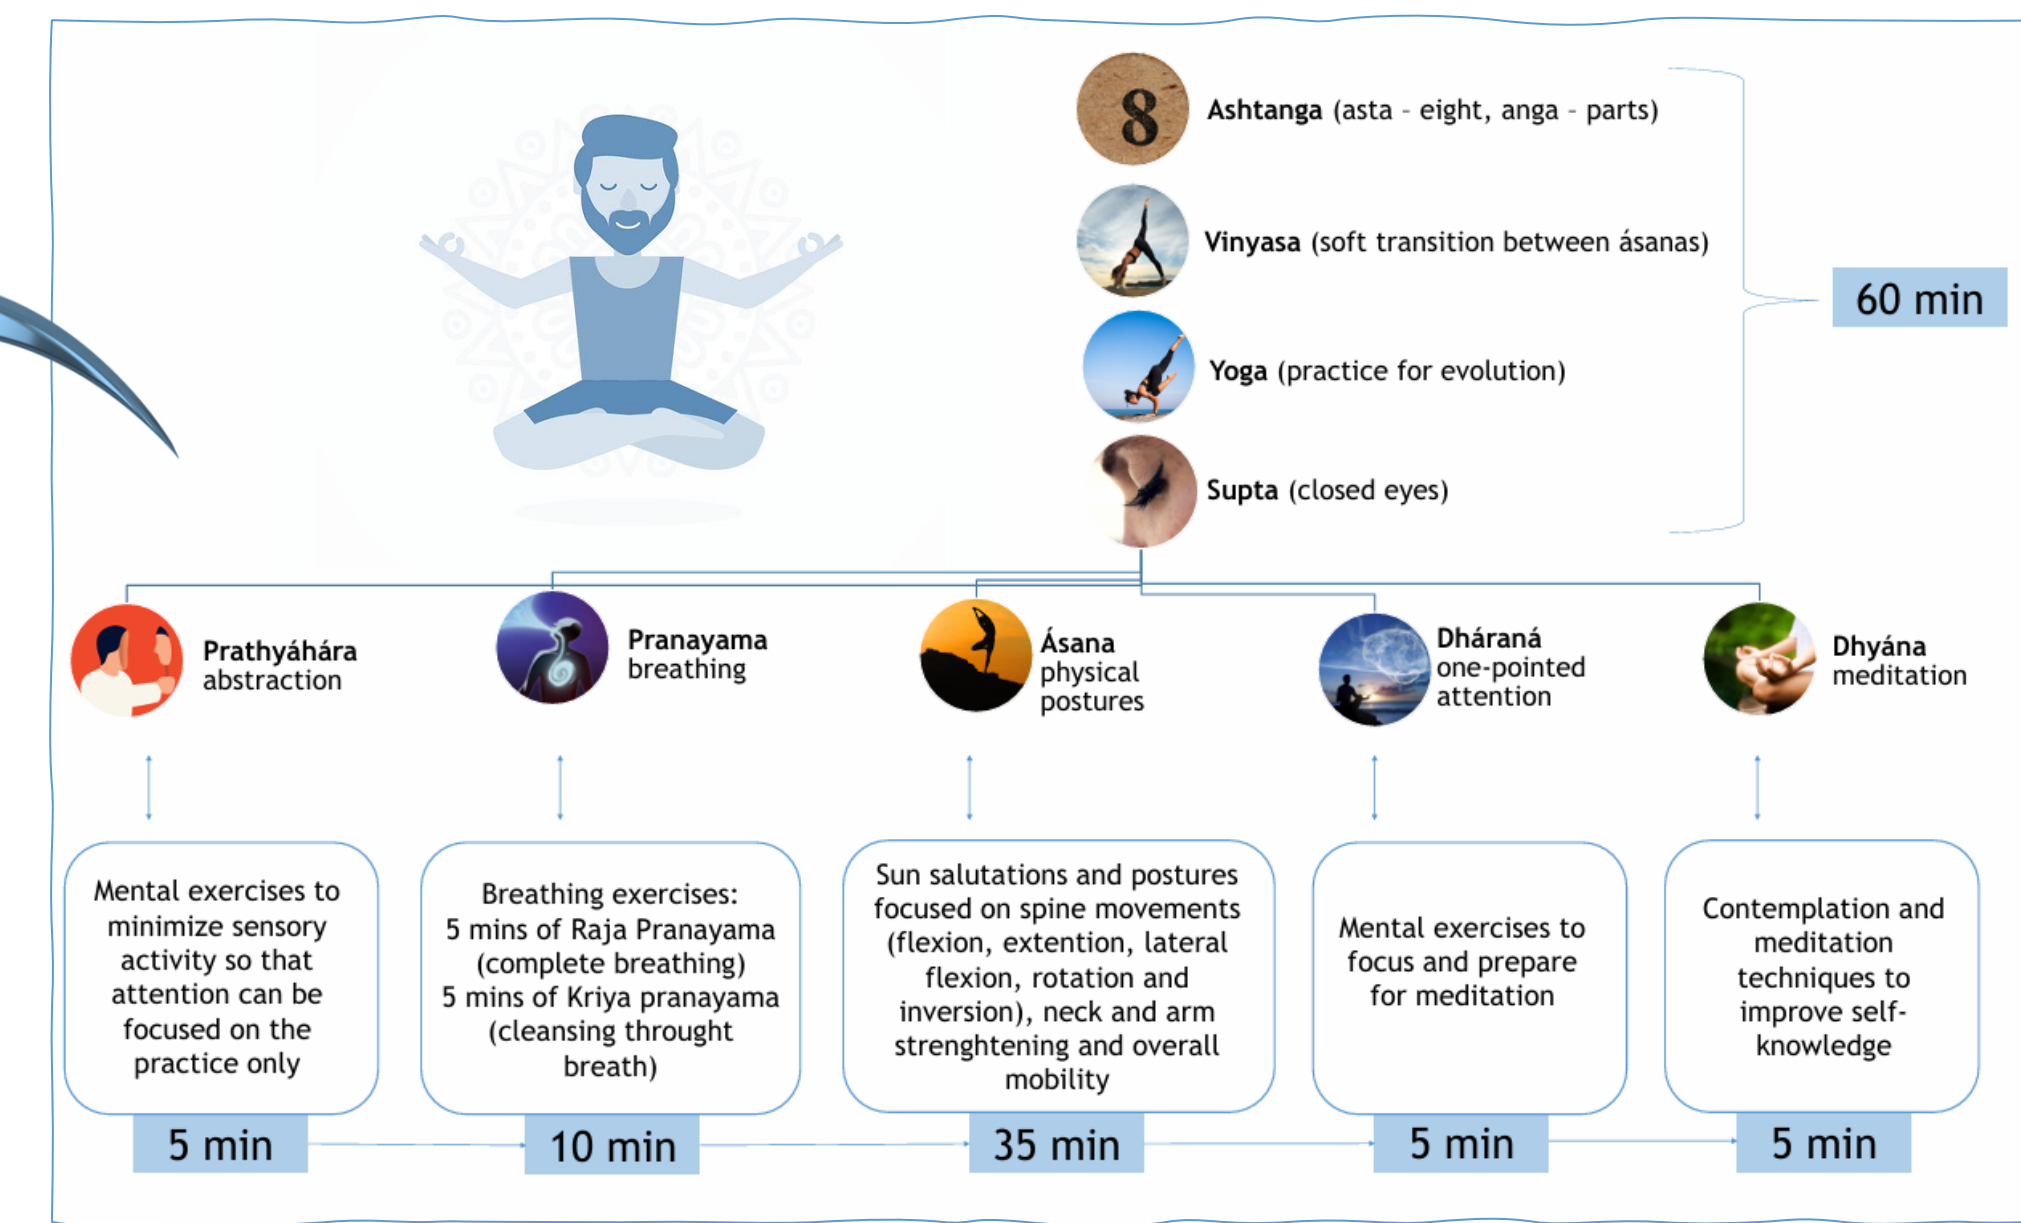 8
Ashtanga (asta - eight, anga - parts)
Vinyasa (soft transition between ásanas)
60 min
Yoga (practice for evolution)
Supta (closed eyes)
Prathyáhára
abstraction
Pranayama
breathing
Ásana
physical
postures
Dháraná
one-pointed
attention
Dhyána
meditation
Mental exercises to
minimize sensory
activity so that
attention can be
focused on the
practice only
Breathing exercises:
5 mins of Raja Pranayama
(complete breathing)
5 mins of Kriya pranayama
(cleansing throught
breath)
Sun salutations and postures
focused on spine movements
(flexion, extention, lateral
flexion, rotation and
inversion), neck and arm
strenghtening and overall
mobility
Mental exercises to
focus and prepare
for meditation
Contemplation and
meditation
techniques to
improve self-
knowledge
5 min
10 min
35 min
5 min
5 min